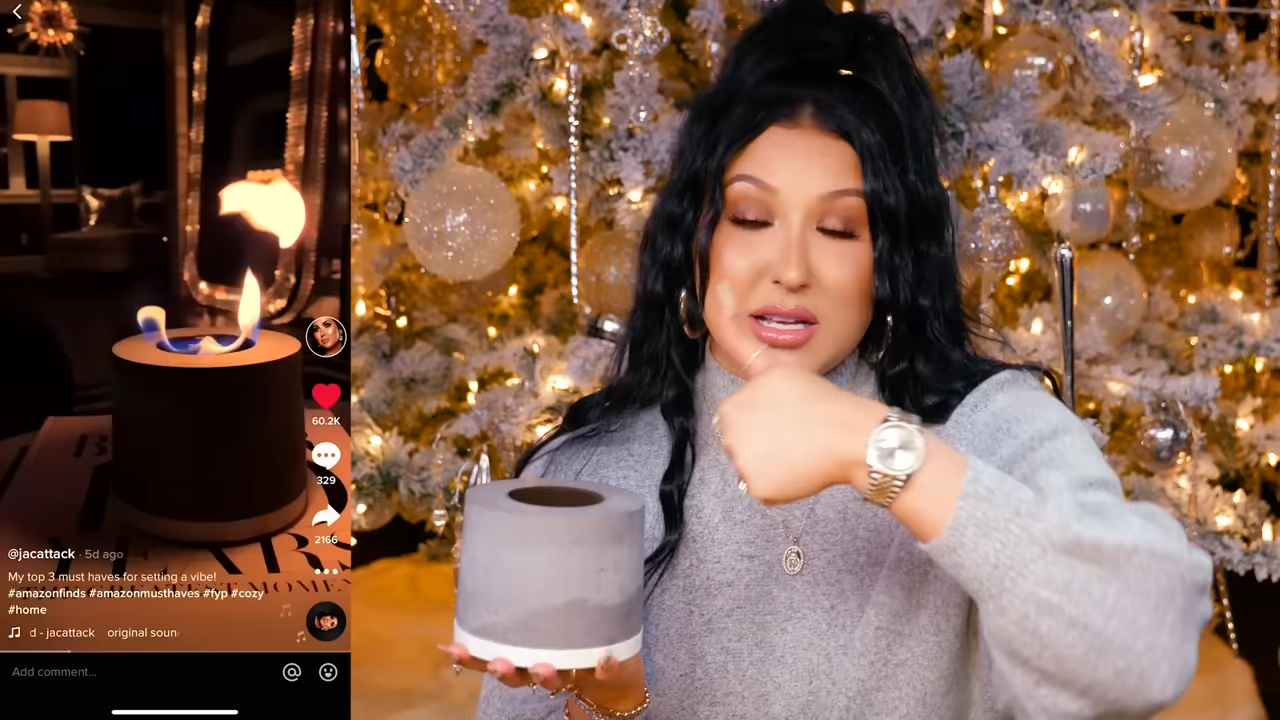 60.2K
329
2166
@jacattack · 5d ago
My top 3 must haves for setting a vibe!
#amazonfinds #amazonmusthaves #fyp #cozy
#home
d - jacattack original soun
Add comment...